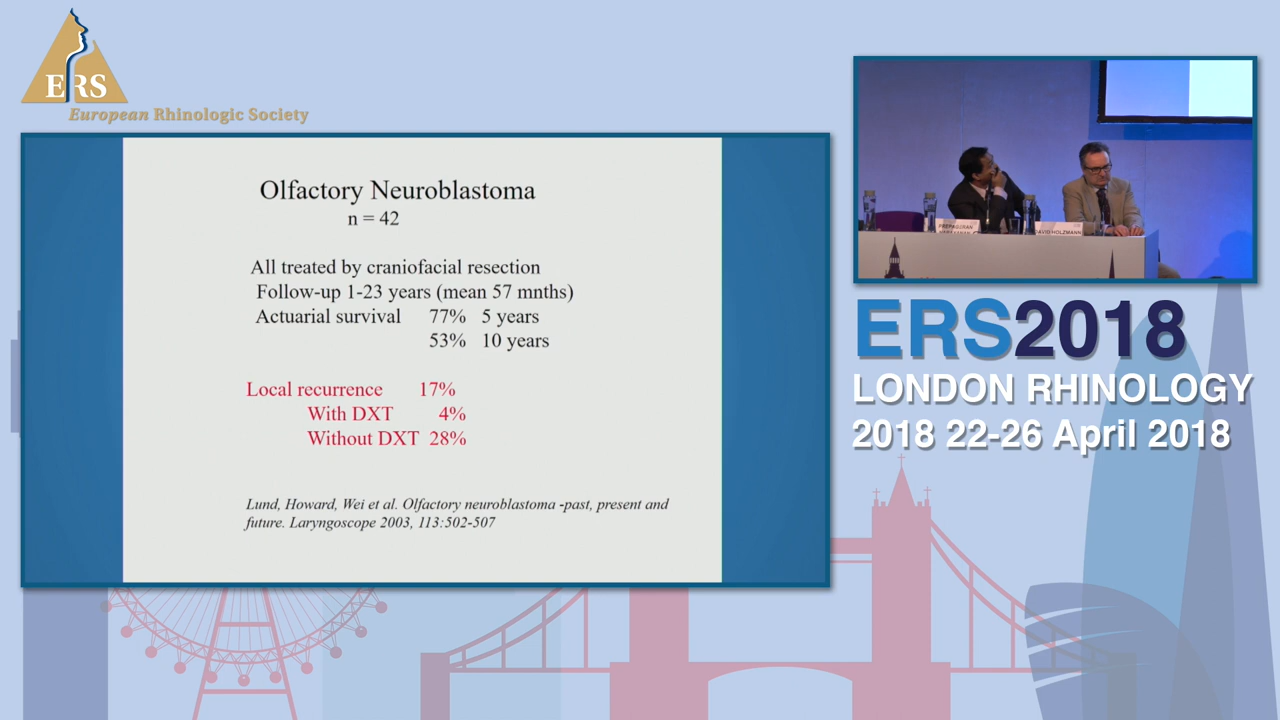 ERS
European Rhinologic Society
Olfactory Neuroblastoma
n = 42
All treated by craniofacial resection
Follow-up 1-23 years (mean 57 mnths)
Actuarial survival 77% 5 years
53% 10 years
Local recurrence 17%
With DXT 4%
Without DXT 28%
Lund, Howard, Wei et al. Olfactory neuroblastoma -past, present and
future. Laryngoscope 2003, 113:502-507
DAVID HOLZMANN
ERS2018
LONDON RHINOLOGY
2018 22-26 April 2018